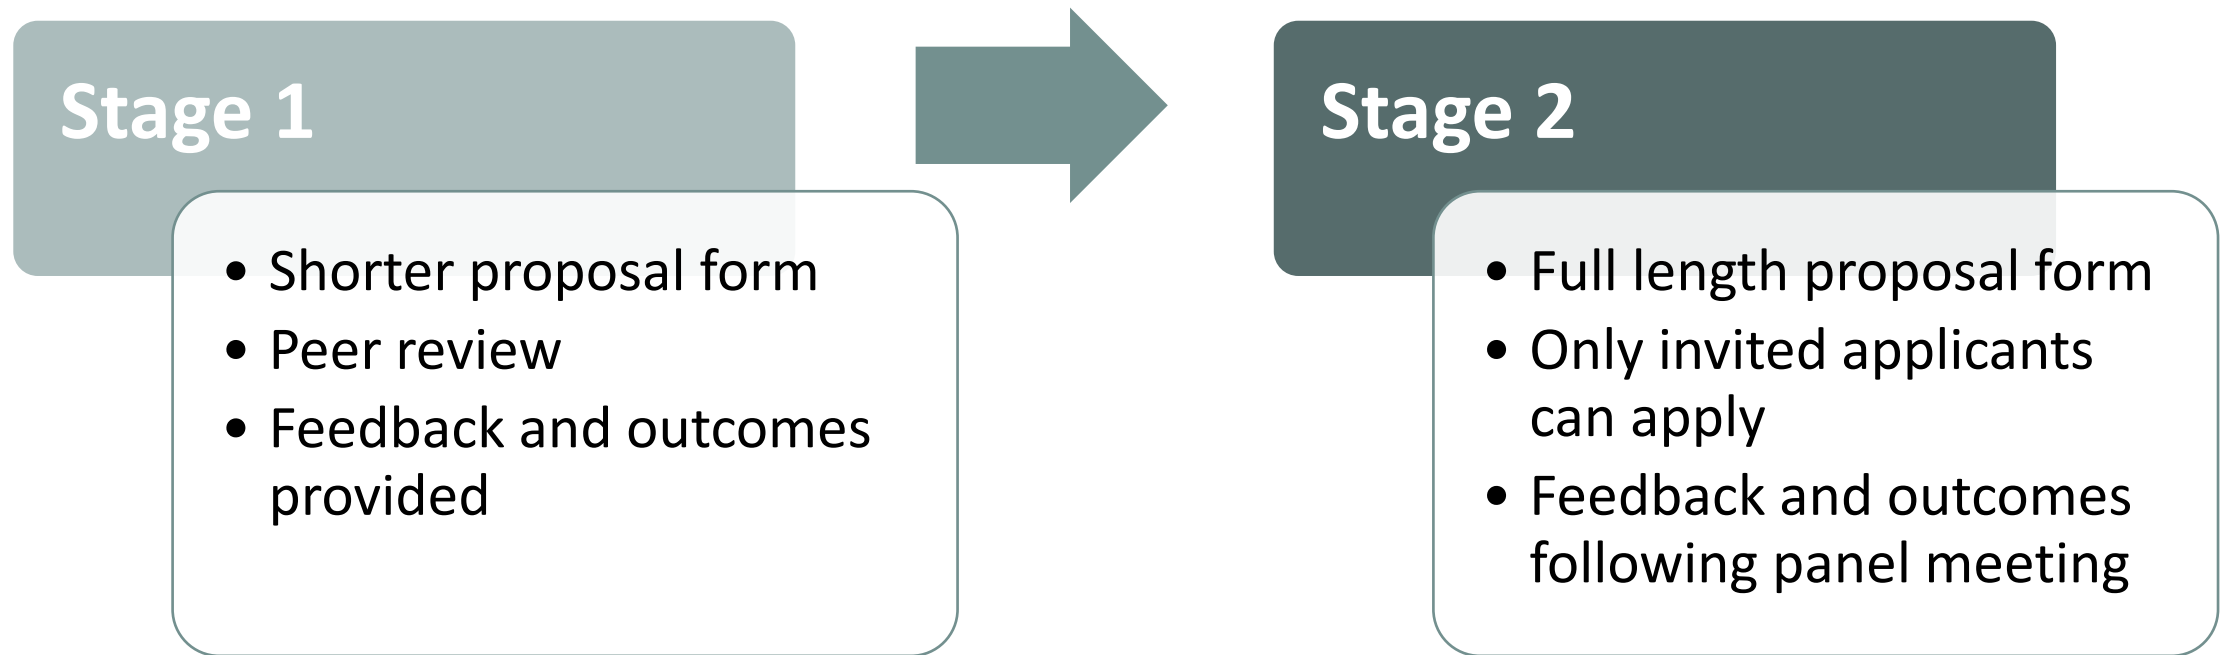 Stage 1
• Shorter proposal form
• Peer review
• Feedback and outcomes
provided
Stage 2
• Full length proposal form
• Only invited applicants
can apply
• Feedback and outcomes
following panel meeting